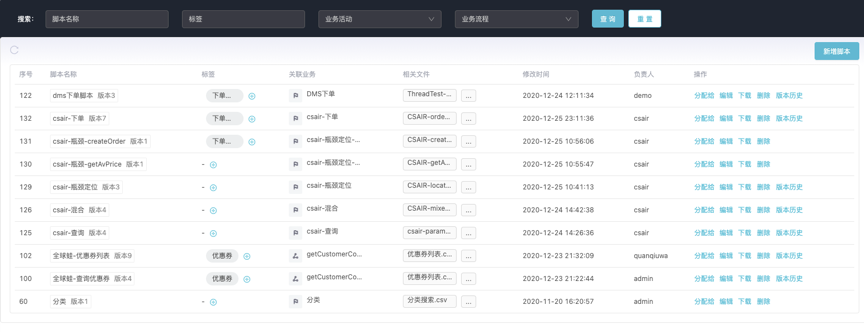 搜索: 脚本名称 标签 业务活动 业务流程 查 询 重 置
新增脚本
序号 脚本名称 标签 关联业务 相关文件 修改时间 负责人 操作
122 dms下单脚本 版本3 下单... DMS下单 ThreadTest-... ... 2020-12-24 12:11:34 demo 分配给 编辑 下载 删除 版本历史
132 csair-下单 版本7 下单... csair-下单 CSAIR-orde... ... 2020-12-25 23:11:36 csair 分配给 编辑 下载 删除 版本历史
131 csair-瓶颈-createOrder 版本1 下单... csair-瓶颈定位-... CSAIR-creat... ... 2020-12-25 10:56:06 csair 分配给 编辑 下载 删除
130 csair-瓶颈-getAvPrice 版本1 - csair-瓶颈定位-... CSAIR-getA... ... 2020-12-25 10:55:47 csair 分配给 编辑 下载 删除
129 csair-瓶颈定位 版本3 - csair-瓶颈定位 CSAIR-locat... ... 2020-12-25 10:41:13 csair 分配给 编辑 下载 删除 版本历史
126 csair-混合 版本4 - csair-混合 CSAIR-mixe... ... 2020-12-24 14:42:38 csair 分配给 编辑 下载 删除 版本历史
125 csair-查询 版本4 - csair-查询 csair-param... ... 2020-12-24 14:26:36 csair 分配给 编辑 下载 删除 版本历史
102 全球蛙-优惠券列表 版本9 优惠券 getCustomerCo... 优惠券列表.c... ... 2020-12-23 21:32:09 quanqiuwa 分配给 编辑 下载 删除 版本历史
100 全球蛙-查询优惠券 版本4 优惠券 getCustomerCo... 优惠券列表.c... ... 2020-12-23 21:22:44 admin 分配给 编辑 下载 删除 版本历史
60 分类 版本1 - 分类 分类搜索.csv ... 2020-11-20 16:20:57 admin 分配给 编辑 下载 删除